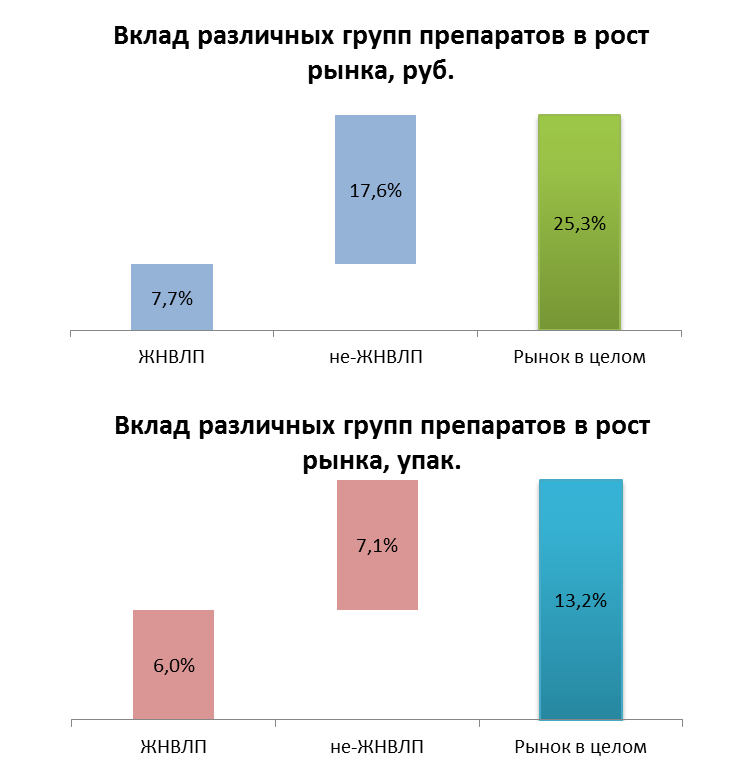 Вклад различных групп препаратов в рост
рынка, руб.
17,6%
25,3%
7,7%
ЖНВЛП не-ЖНВЛП Рынок в целом
Вклад различных групп препаратов в рост
рынка, упак.
7,1%
13,2%
6,0%
ЖНВЛП не-ЖНВЛП Рынок в целом